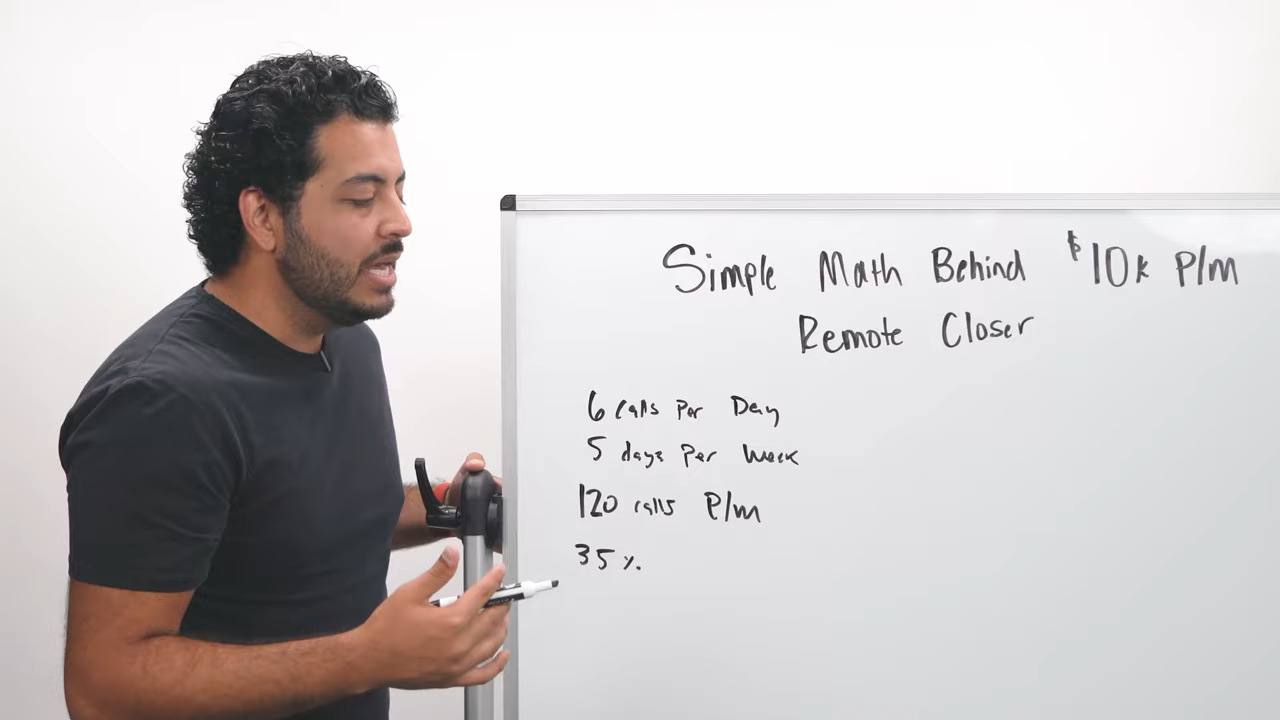 Simple Math Behind $10k P/m
Remote Closer
6 calls Per Day
5 days Per Week
120 calls P/m
35%